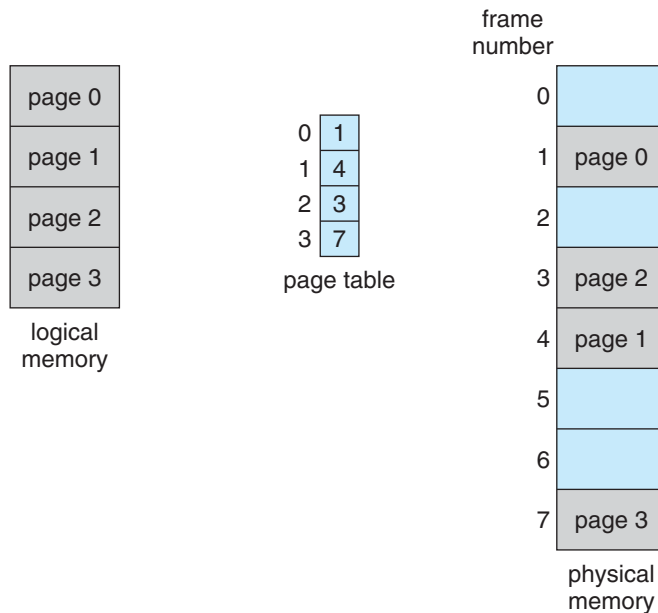 page 0
page 1
page 2
page 3
logical
memory
0 1
1 4
2 3
3 7
page table
frame
number
0
1 page 0
2
3 page 2
4 page 1
5
6
7 page 3
physical
memory